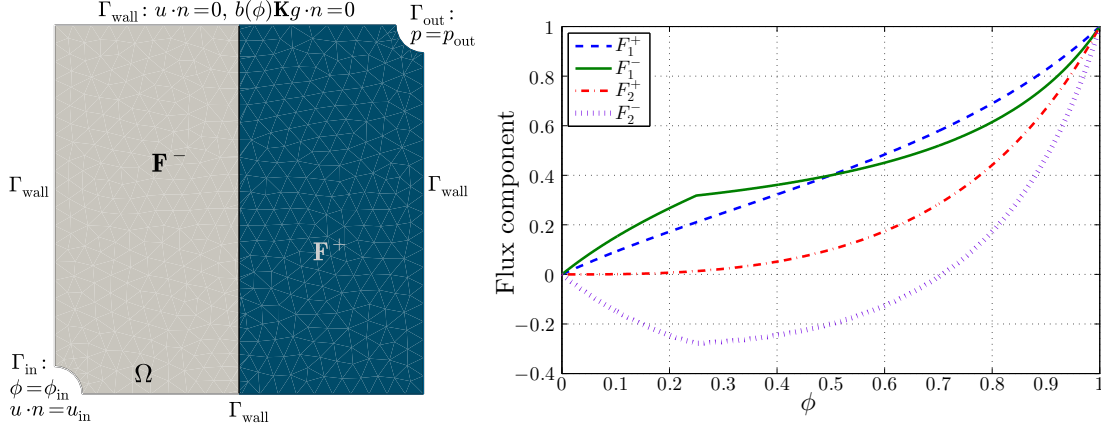 Γ_wall: u·n=0, b(ϕ)Kg·n=0
Γ_out:
p=p_out
F⁻
Γ_wall
Γ_wall
F⁺
Γ_in:
ϕ=ϕ_in
u·n=u_in
Ω
Γ_wall
F₁⁺
F₁⁻
F₂⁺
F₂⁻
Flux component
1
0.8
0.6
0.4
0.2
0
−0.2
−0.4
0 0.1 0.2 0.3 0.4 0.5 0.6 0.7 0.8 0.9 1
ϕ